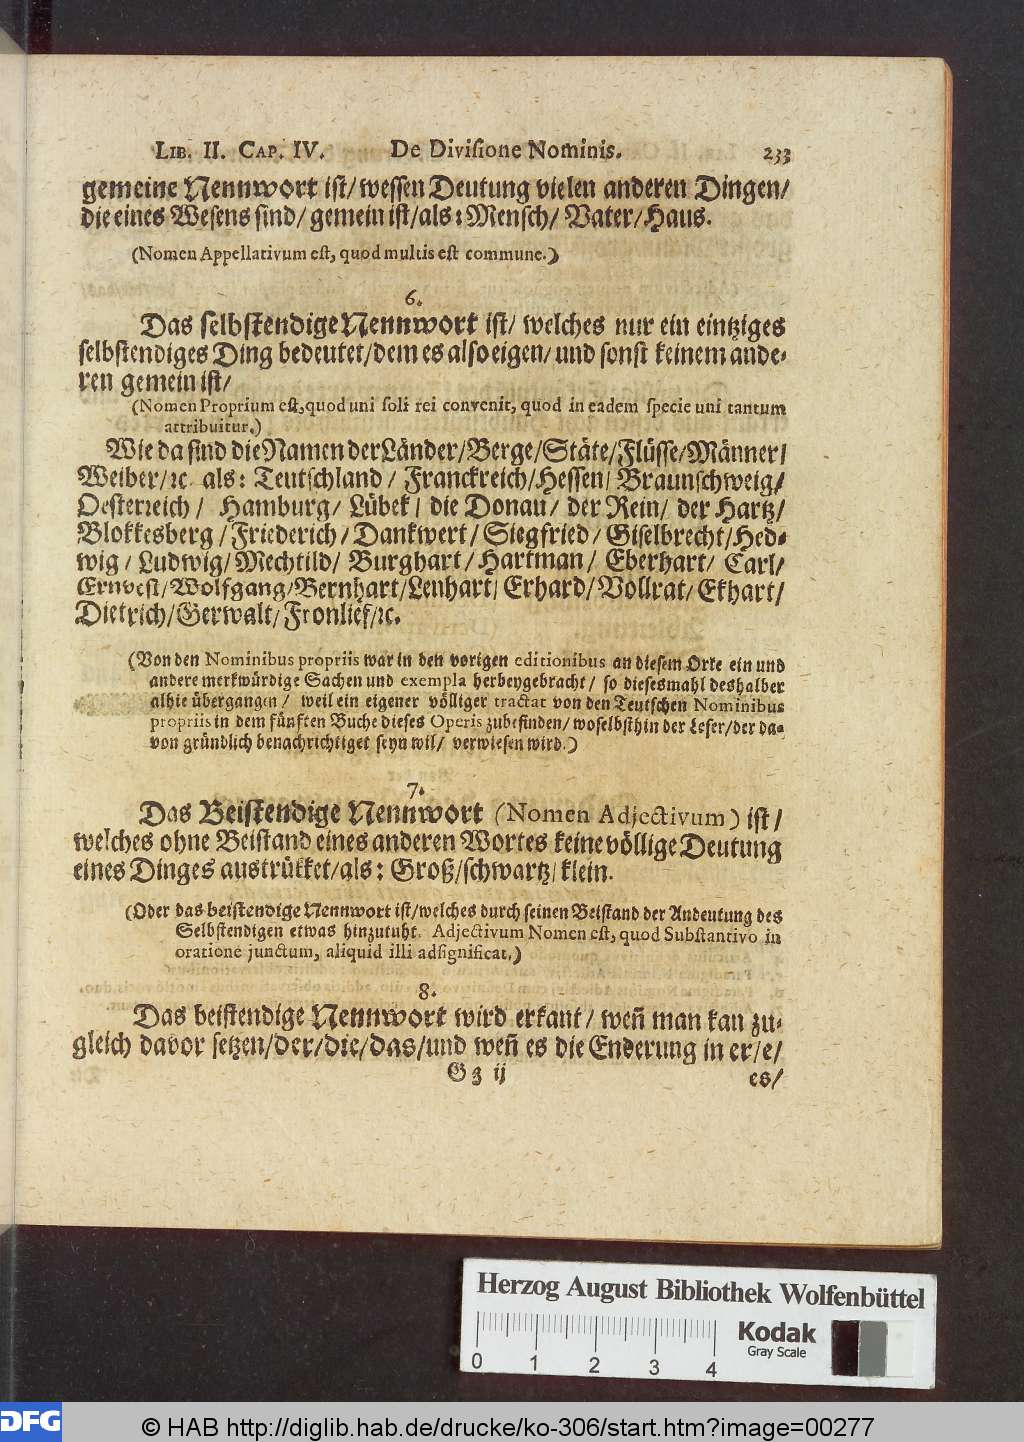 LIB. II. CAP. IV. De Divisione Nominis. 233
gemeine Nennwort ist/ wessen Deutung vielen anderen Dingen/
die eines Wesens sind/ gemein ist/als: Mensch/ Vater/Haus.
(Nomen Appellativum est, quod multis est commune.)
6.
Das selbstendige Nennwort ist/ welches nur ein eintziges
selbstendiges Ding bedeutet/dem es also eigen/ und sonst keinem ande-
ren gemein ist/
(Nomen Proprium est, quod uni soli rei convenit, quod in eadem specie uni tantum
attribuitur.)
Wie da sind die Namen der Länder/Berge/Stäte/Flüsse/Männer/
Weiber/ꝛc. als: Teutschland/ Franckreich/Hessen/ Braunschweig/
Oesterreich/ Hamburg/ Lübek/ die Donau/ der Rein/ der Hartz/
Blokkesberg/Friederich/Dankwert/Siegfried/Giselbrecht/Hed-
wig/ Ludwig/Mechtild/ Burghart/Hartman/ Eberhart/ Carl/
Ernvest/Wolfgang/Bernhart/Lenhart/ Erhard/Vollrat/Ekhart/
Dietrich/Gerwalt/Fronlief/ꝛc.
(Von den Nominibus propriis war in den vorigen editionibus an diesem Orte ein und
andere merkwürdige Sachen und exempla herbeygebracht/ so diesesmahl deshalber
alhie übergangen/ weil ein eigener völliger tractat von den Teutschen Nominibus
propriis in dem fünften Buche dieses Operis zubefinden/ woselbsthin der Leser/der da-
von gründlich benachrichtiget seyn wil/ verwiesen wird.)
7.
Das Beistendige Nennwort (Nomen Adjectivum) ist/
welches ohne Beistand eines anderen Wortes keine völlige Deutung
eines Dinges austrükket/als: Groß/schwartz/klein.
(Oder das beistendige Nennwort ist/welches durch seinen Beistand der Andeutung des
Selbstendigen etwas hinzutuht. Adjectivum Nomen est, quod Substantivo in
oratione junctum, aliquid illi adsignificat.)
8.
Das beistendige Nennwort wird erkant/ weñ man kan zu-
gleich davor setzen/der/die/das/und weñ es die Enderung in er/e/
G g ij es/
Herzog August Bibliothek Wolfenbüttel
0 1 2 3 4
Kodak
Gray Scale
DFG © HAB http://diglib.hab.de/drucke/ko-306/start.htm?image=00277